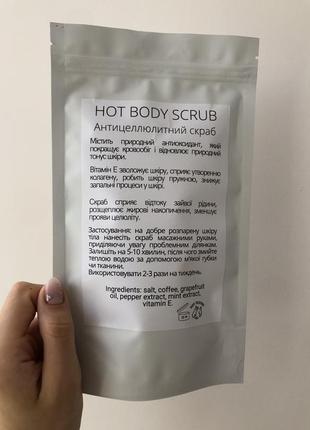 HOT BODY SCRUB
Антицеллюлитний скраб
Містить природний антиоксидант, який
покращує кровообіг і відновлює природний
тонус шкіри.
Вітамін Е зволожує шкіру, сприяє утворенню
колагену, робить шкіру пружною, знижує
запальні процеси у шкірі.
Скраб сприяє відтоку зайвої рідини,
розщеплює жирові накопичення, зменшує
прояви целюліту.
Застосування: на добре розпарену шкіру
тіла нанесіть скраб масажними рухами,
приділяючи увагу проблемним ділянкам.
Залишіть на 5-10 хвилин, після чого змийте
теплою водою за допомогою м'якої губки
чи тканини.
Використовувати 2-3 рази на тиждень.
Ingredients: salt, coffee, grapefruit
oil, pepper extract, mint extract,
vitamin E.